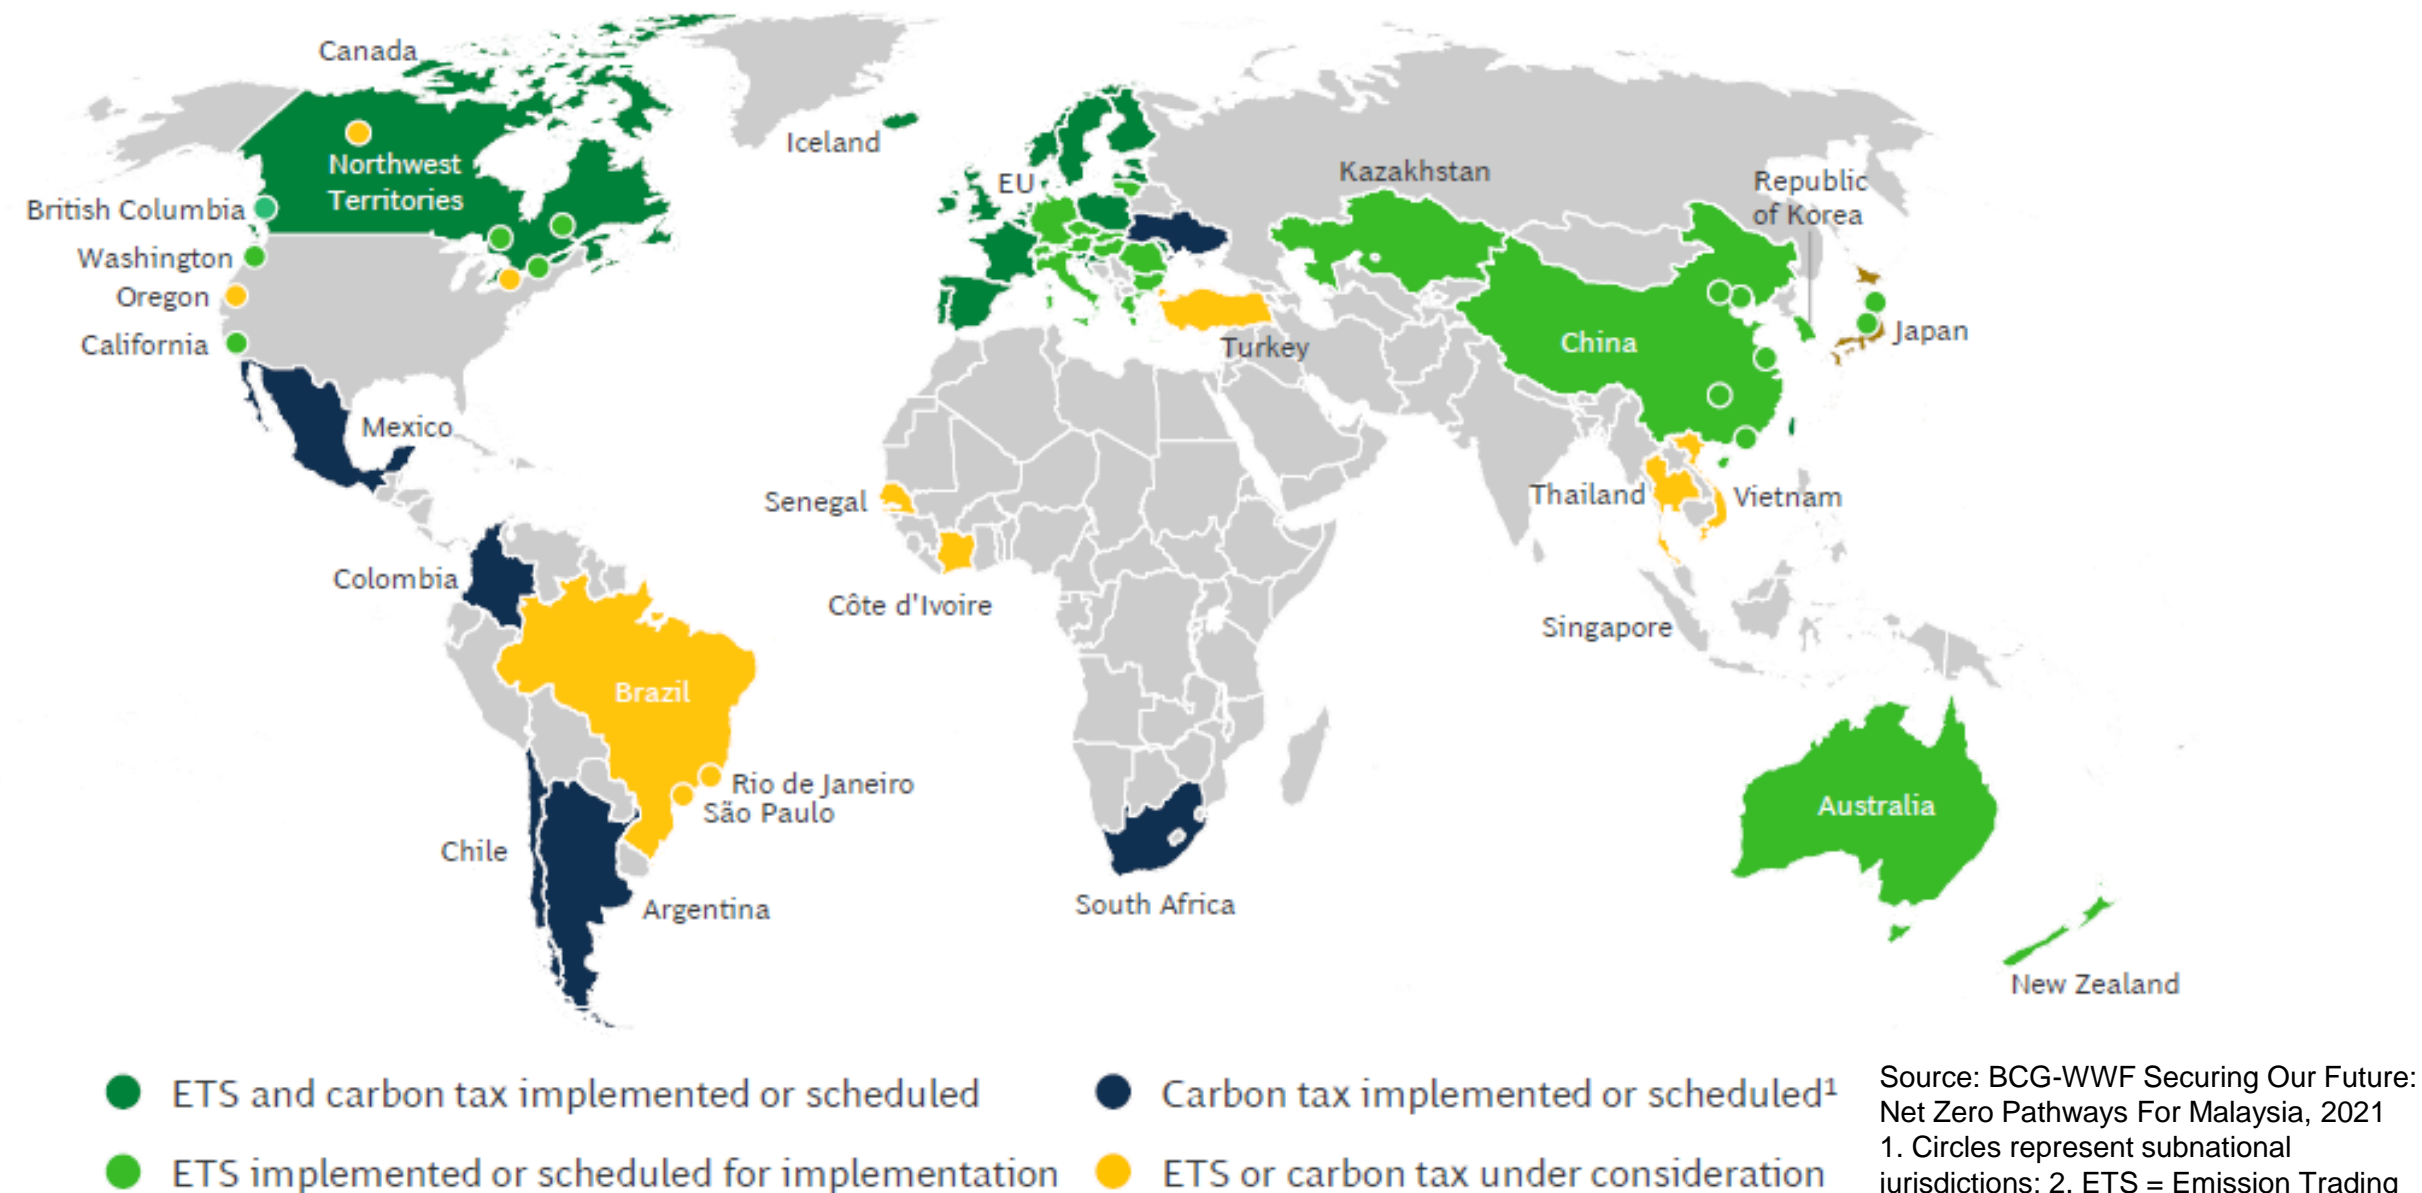 Canada
Iceland
Northwest
Territories
British Columbia
Washington
Oregon
California
Mexico
EU
Kazakhstan
Republic
of Korea
Turkey
China
Japan
Senegal
Côte d'Ivoire
Thailand
Vietnam
Colombia
Singapore
Brazil
Rio de Janeiro
São Paulo
Chile
Argentina
South Africa
Australia
New Zealand
ETS and carbon tax implemented or scheduled
Carbon tax implemented or scheduled¹
ETS implemented or scheduled for implementation
ETS or carbon tax under consideration
Source: BCG-WWF Securing Our Future:
Net Zero Pathways For Malaysia, 2021
1. Circles represent subnational
jurisdictions; 2. ETS = Emission Trading